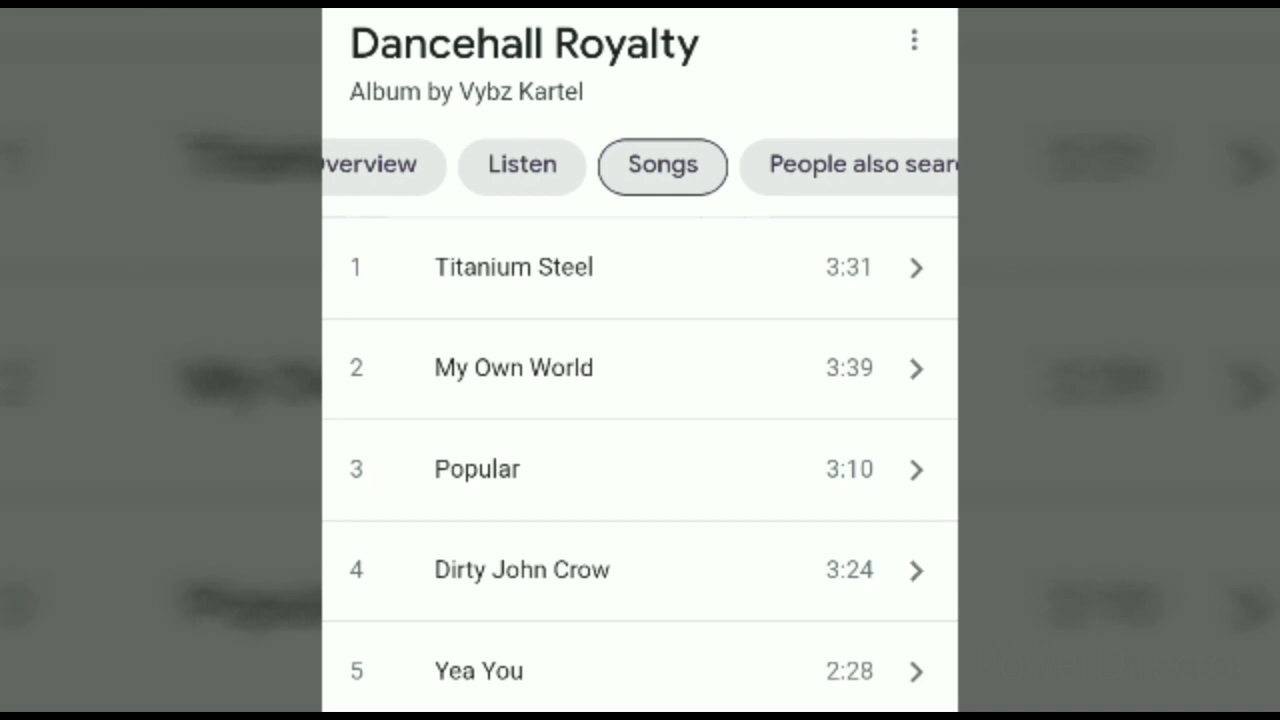 Dancehall Royalty
Album by Vybz Kartel
verview Listen Songs People also sear
1 Titanium Steel 3:31
2 My Own World 3:39
3 Popular 3:10
4 Dirty John Crow 3:24
5 Yea You 2:28